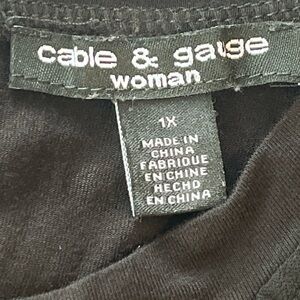 cable & gauge
woman
1X
MADE IN
CHINA
FABRIQUE
EN CHINE
HECHO
EN CHINA